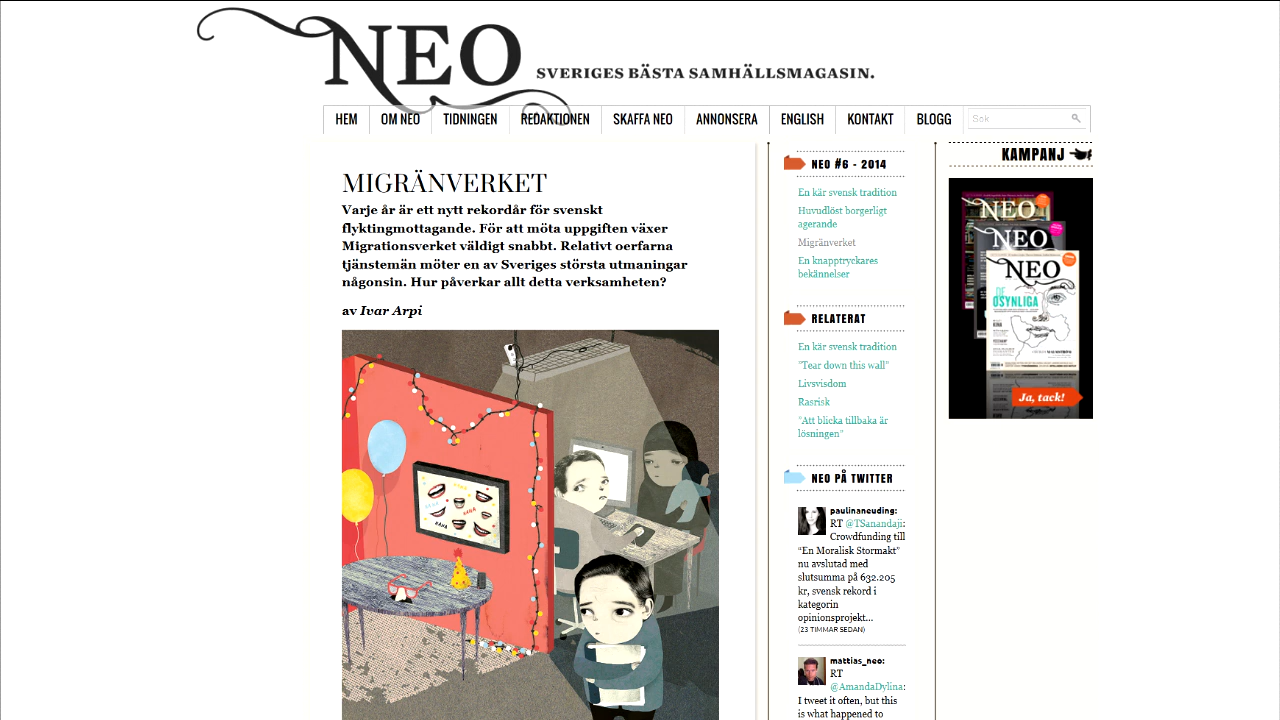 NEO
SVERIGES BÄSTA SAMHÄLLSMAGASIN.
HEM
OM NEO
TIDNINGEN
REDAKTIONEN
SKAFFA NEO
ANNONSERA
ENGLISH
KONTAKT
BLOGG
Sök
MIGRÄNVERKET
Varje år är ett nytt rekordår för svenskt
flyktingmottagande. För att möta uppgiften växer
Migrationsverket väldigt snabbt. Relativt oerfarna
tjänstemän möter en av Sveriges största utmaningar
någonsin. Hur påverkar allt detta verksamheten?
av Ivar Arpi
HAHA
NEO #6 - 2014
En kär svensk tradition
Huvudlöst borgerligt
agerande
Migränverket
En knapptryckares
bekännelser
RELATERAT
En kär svensk tradition
"Tear down this wall"
Livsvisdom
Rasrisk
"Att blicka tillbaka är
lösningen"
NEO PÅ TWITTER
paulinaneuding:
RT @TSanandaji:
Crowdfunding till
"En Moralisk Stormakt"
nu avslutad med
slutsumma på 632.205
kr, svensk rekord i
kategorin
opinionsprojekt...
(23 TIMMAR SEDAN)
mattias_neo:
RT
@AmandaDylina:
I tweet it often, but this
is what happened to
KAMPANJ
NEO
NEO
NEO
DE
OSYNLIGA
Ja, tack!